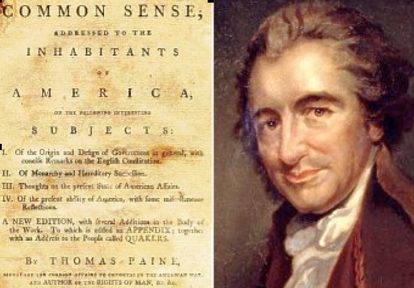 COMMON SENSE;
ADDRESSED TO THE
INHABITANTS
OF
AMERICA,
ON THE FOLLOWING INTERESTING
SUBJECTS:
I. Of the Origin and Design of Government in general, with
concise Remarks on the English Constitution.
II. Of Monarchy and Hereditary Succession.
III. Thoughts on the present State of American Affairs.
IV. Of the present ability of America, with some miscellaneous
Reflections.
A NEW EDITION, with several Additions in the Body of
the Work. To which is added an APPENDIX; together
with an Address to the People called QUAKERS.
By THOMAS PAINE,
SECRETARY FOR FOREIGN AFFAIRS TO CONGRESS IN THE AMERICAN WAR,
AND AUTHOR OF THE RIGHTS OF MAN, &c. &c.